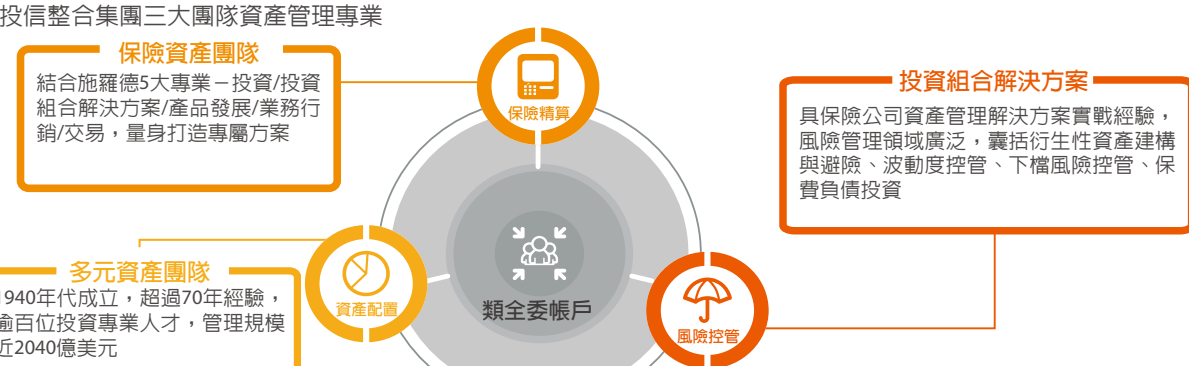 投信整合集團三大團隊資產管理專業
保險資產團隊
結合施羅德5大專業－投資/投資
組合解決方案/產品發展/業務行
銷/交易，量身打造專屬方案
保險精算
投資組合解決方案
具保險公司資產管理解決方案實戰經驗，
風險管理領域廣泛，囊括衍生性資產建構
與避險、波動度控管、下檔風險控管、保
費負債投資
多元資產團隊
1940年代成立，超過70年經驗，
逾百位投資專業人才，管理規模
近2040億美元
資產配置
類全委帳戶
風險控管